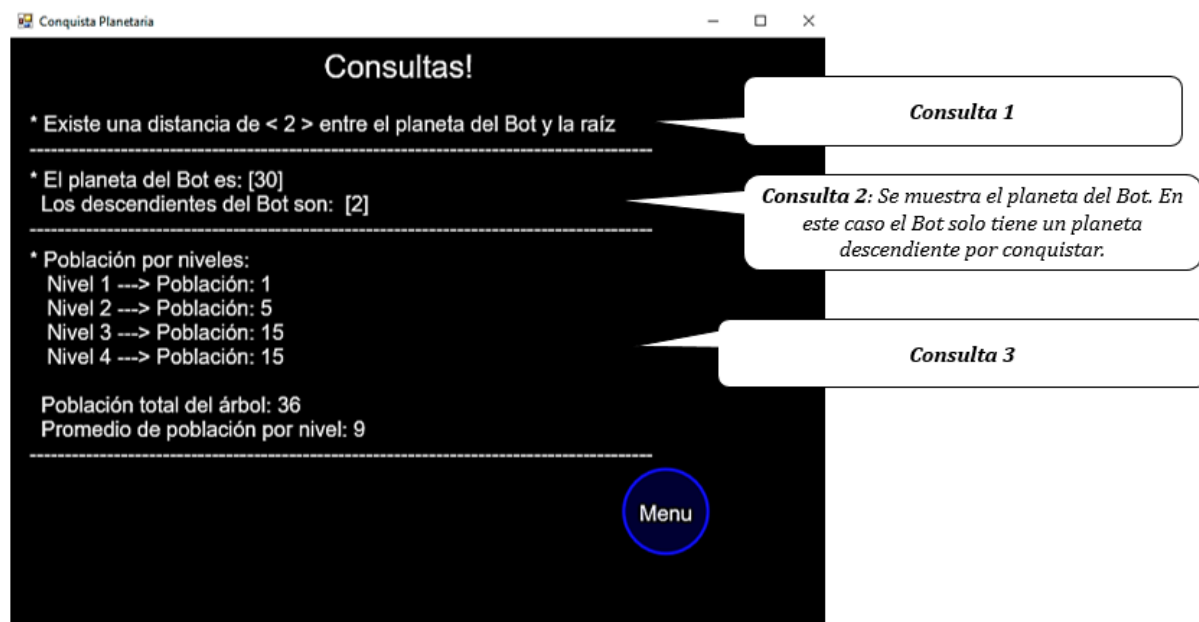 Conquista Planetaria
Consultas!
* Existe una distancia de < 2 > entre el planeta del Bot y la raíz
Consulta 1
* El planeta del Bot es: [30]
Los descendientes del Bot son: [2]
Consulta 2: Se muestra el planeta del Bot. En
este caso el Bot solo tiene un planeta
descendiente por conquistar.
* Población por niveles:
Nivel 1 ---> Población: 1
Nivel 2 ---> Población: 5
Nivel 3 ---> Población: 15
Nivel 4 ---> Población: 15
Consulta 3
Población total del árbol: 36
Promedio de población por nivel: 9
Menu